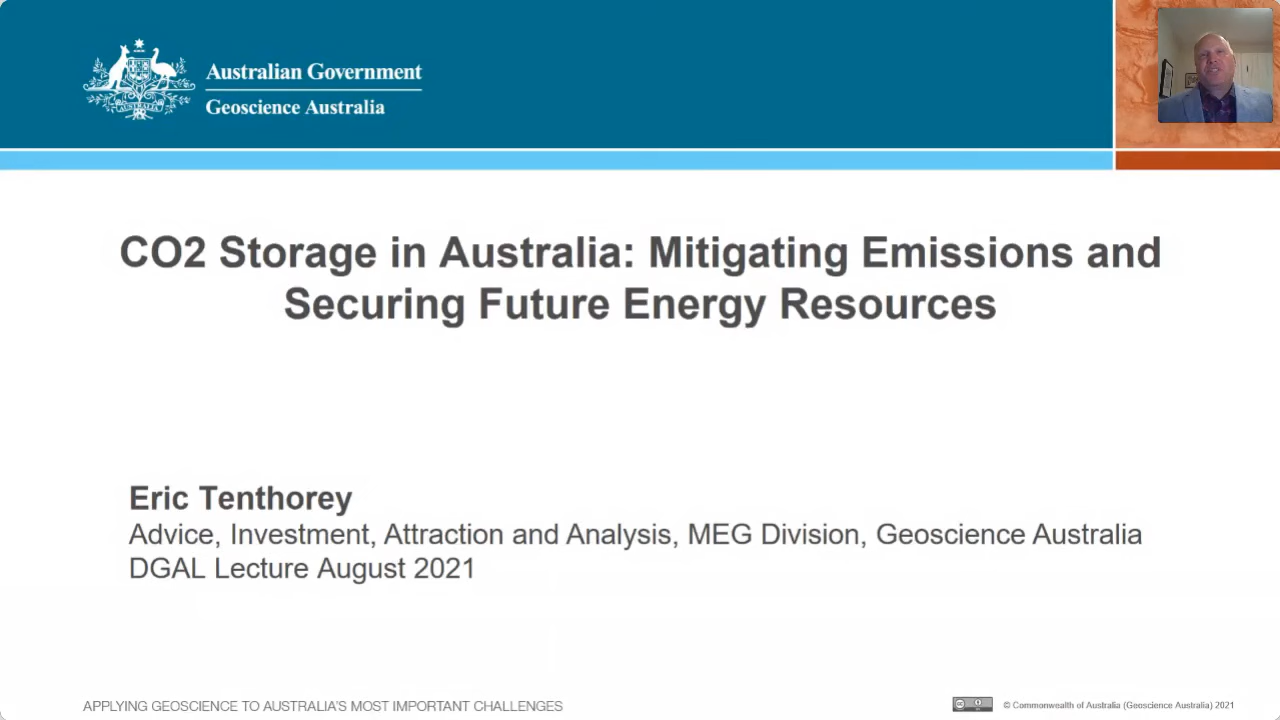 Australian Government
Geoscience Australia
CO2 Storage in Australia: Mitigating Emissions and
Securing Future Energy Resources
Eric Tenthorey
Advice, Investment, Attraction and Analysis, MEG Division, Geoscience Australia
DGAL Lecture August 2021
APPLYING GEOSCIENCE TO AUSTRALIA'S MOST IMPORTANT CHALLENGES
© Commonwealth of Australia (Geoscience Australia) 2021